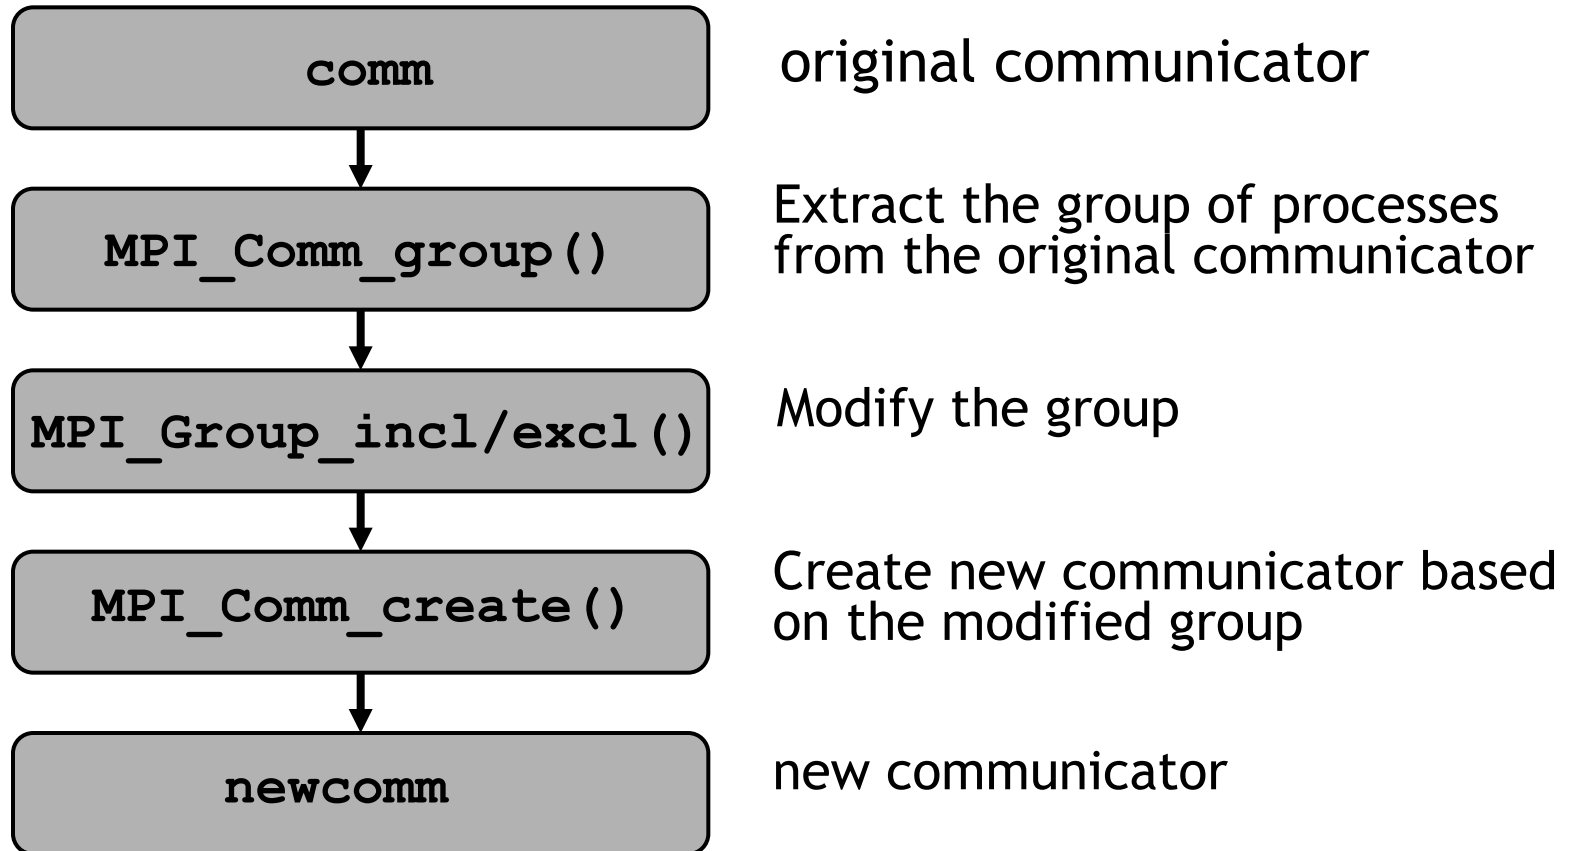 comm
original communicator
MPI_Comm_group()
Extract the group of processes
from the original communicator
MPI_Group_incl/excl()
Modify the group
MPI_Comm_create()
Create new communicator based
on the modified group
newcomm
new communicator